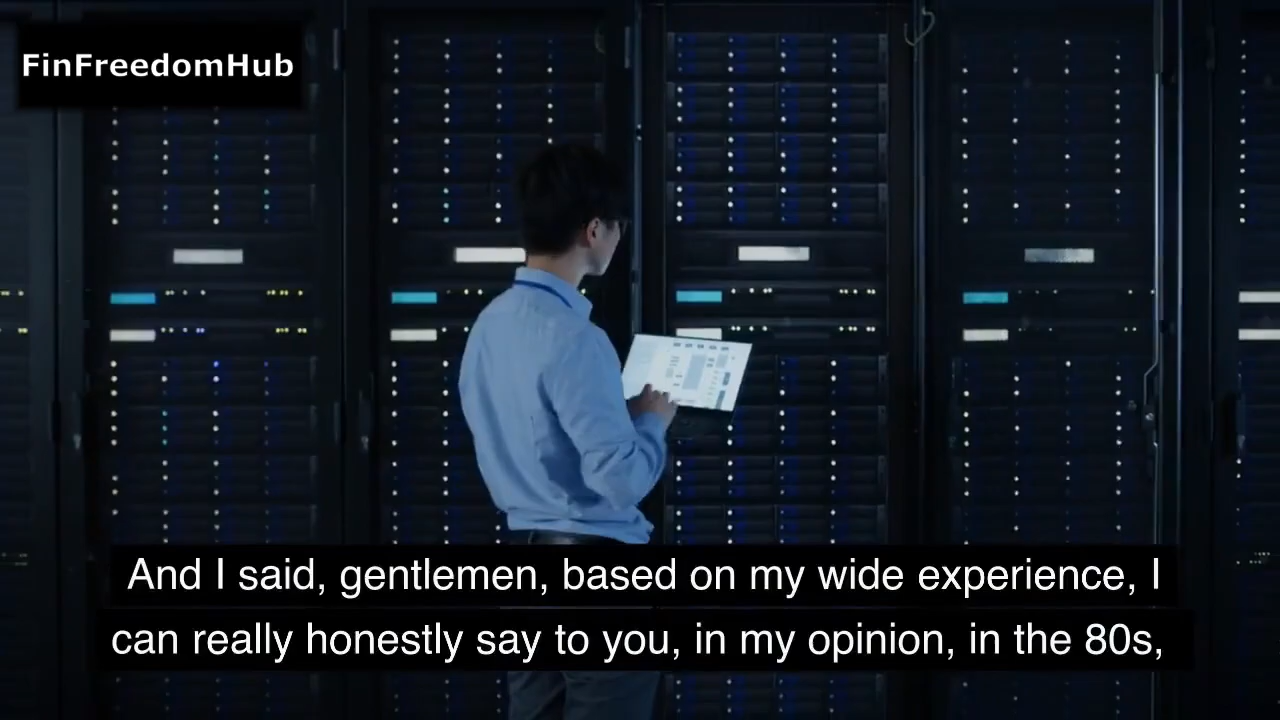 FinFreedomHub
And I said, gentlemen, based on my wide experience, I
can really honestly say to you, in my opinion, in the 80s,